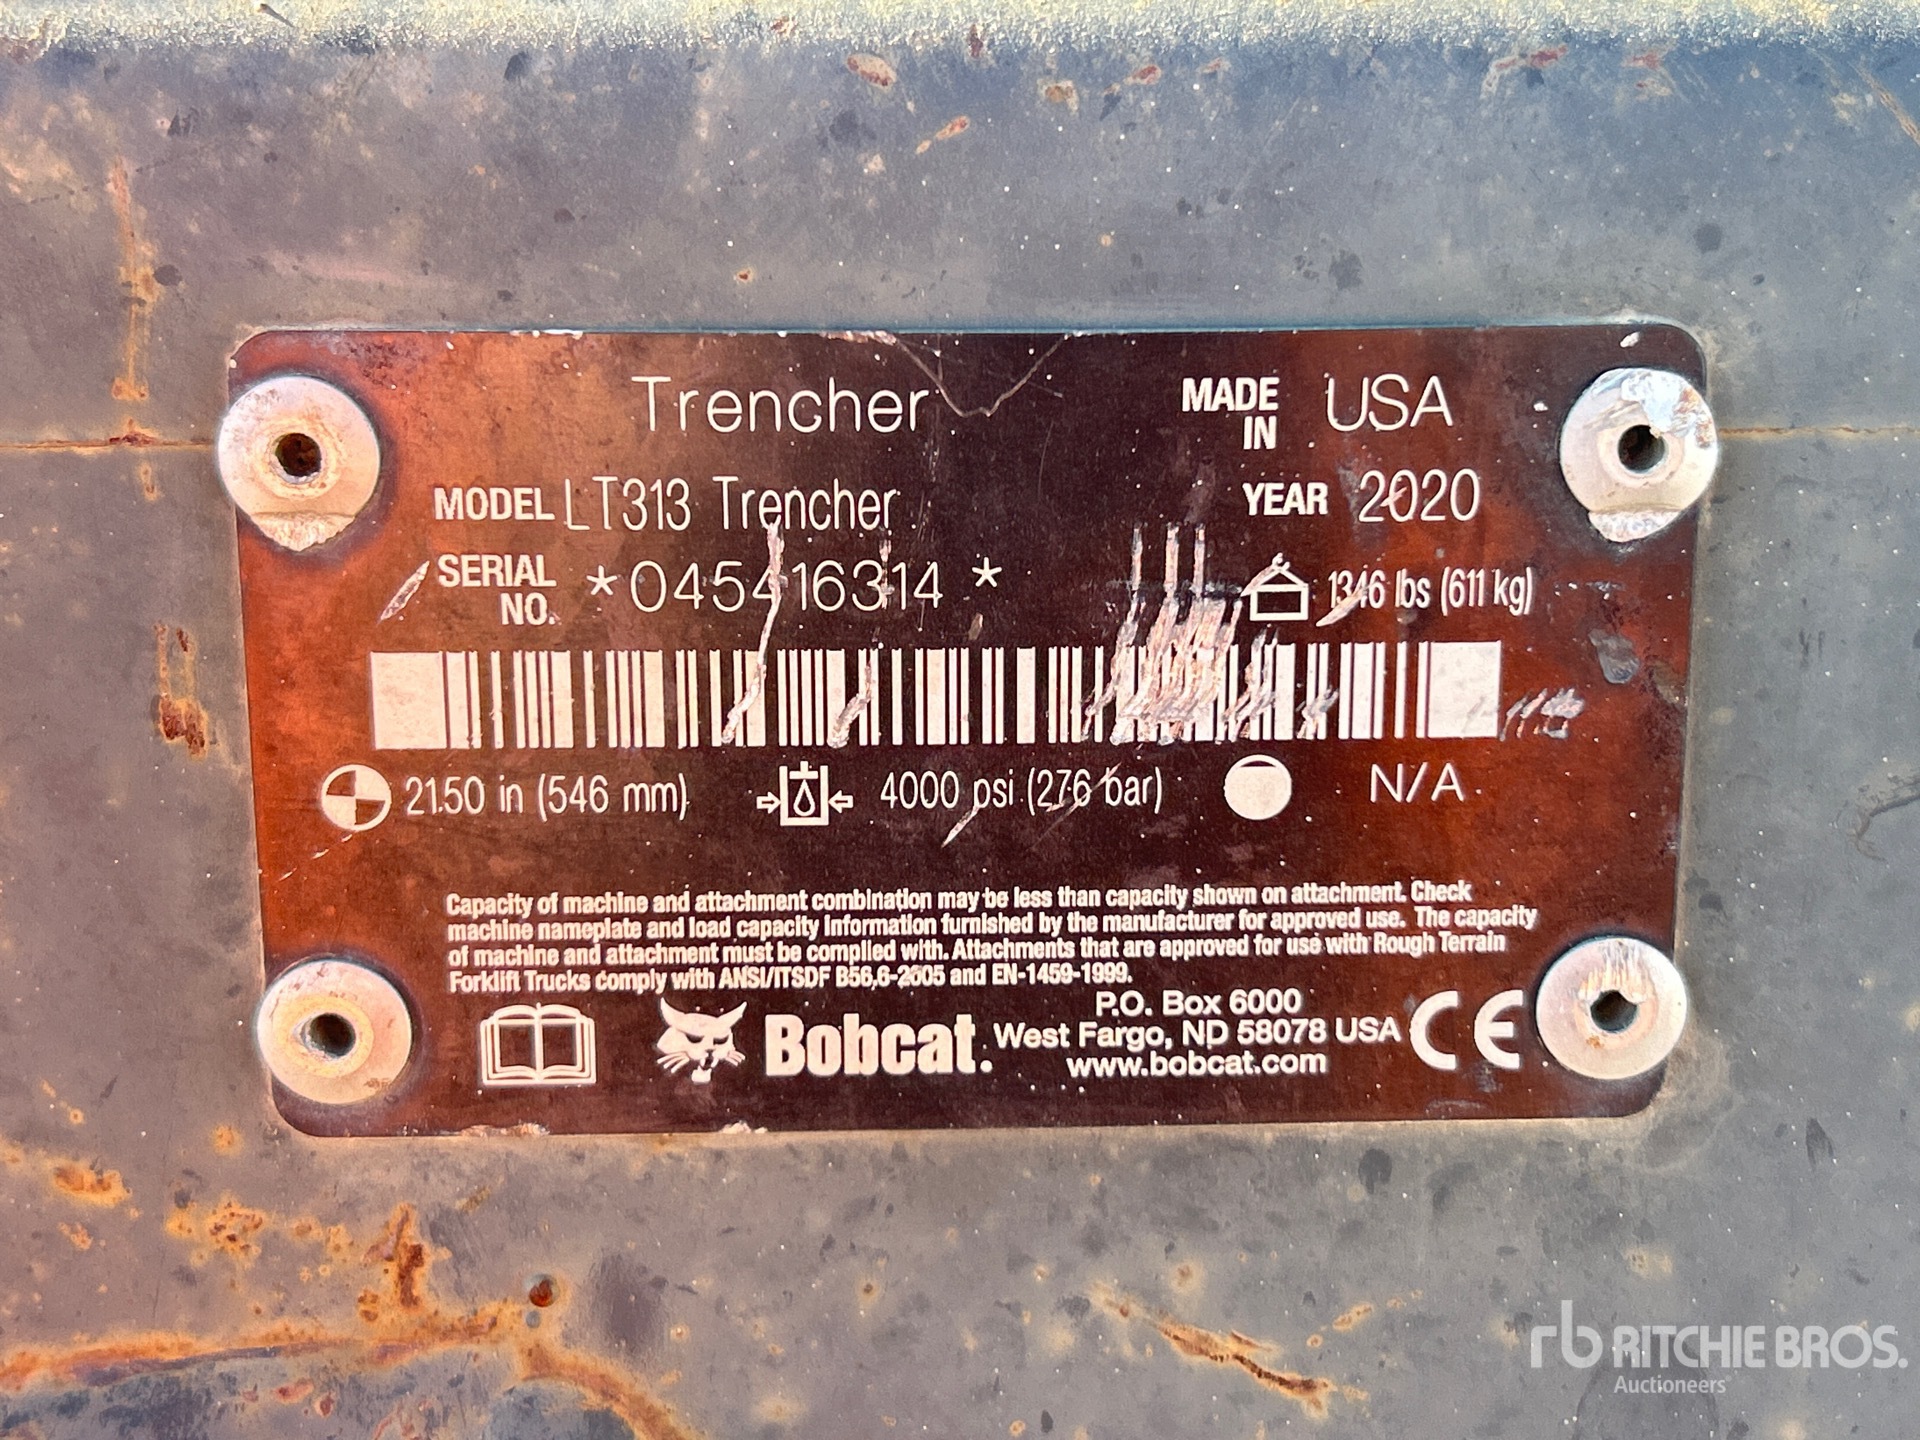 Trencher MADE IN USA
MODEL LT313 Trencher YEAR 2020
SERIAL NO. *045416314* 1346 lbs (611 kg)
21.50 in (546 mm) 4000 psi (276 bar) N/A
Capacity of machine and attachment combination may be less than capacity shown on attachment. Check
machine nameplate and load capacity information furnished by the manufacturer for approved use. The capacity
of machine and attachment must be complied with. Attachments that are approved for use with Rough Terrain
Forklift Trucks comply with ANSI/ITSDF B56,6-2005 and EN-1459-1999.
P.O. Box 6000
Bobcat. West Fargo, ND 58078 USA CE
www.bobcat.com
rb RITCHIE BROS.
Auctioneers